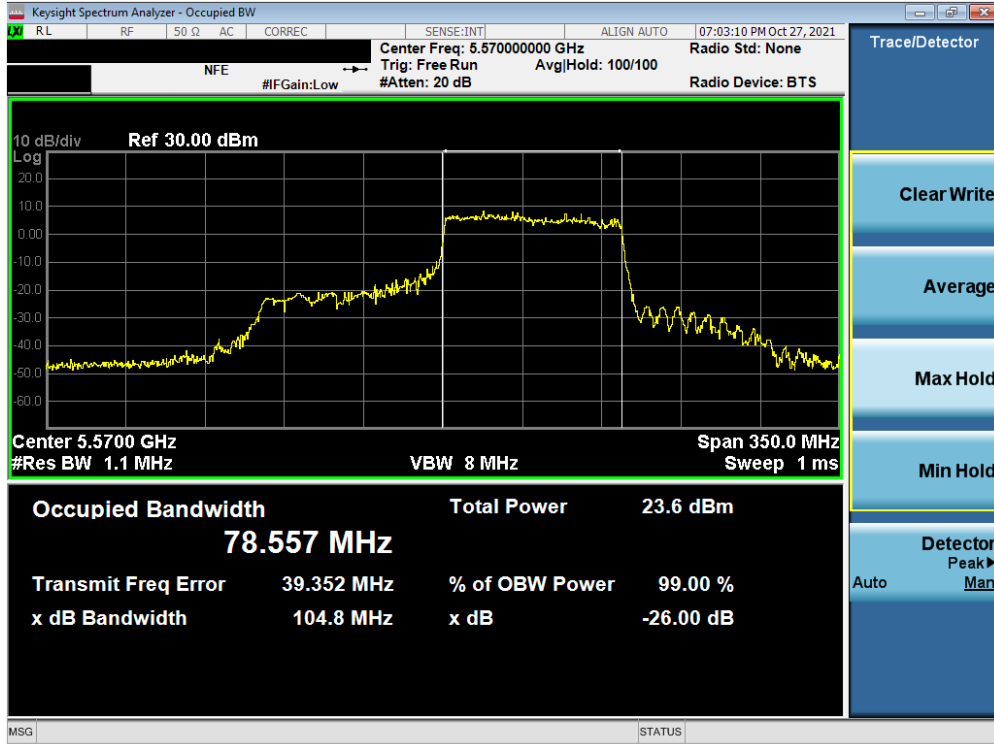 Keysight Spectrum Analyzer - Occupied BW
LXI RL RF 50 Ω AC CORREC SENSE:INT ALIGN AUTO 07:03:10 PM Oct 27, 2021
Center Freq: 5.570000000 GHz Radio Std: None
NFE Trig: Free Run Avg|Hold: 100/100
#IFGain:Low #Atten: 20 dB Radio Device: BTS
Trace/Detector
10 dB/div Ref 30.00 dBm
Log
20.0
10.0
0.00
-10.0
-20.0
-30.0
-40.0
-50.0
-60.0
Center 5.5700 GHz Span 350.0 MHz
#Res BW 1.1 MHz VBW 8 MHz Sweep 1 ms
Occupied Bandwidth Total Power 23.6 dBm
78.557 MHz
Transmit Freq Error 39.352 MHz % of OBW Power 99.00 %
x dB Bandwidth 104.8 MHz x dB -26.00 dB
Clear Write
Average
Max Hold
Min Hold
Detector
Peak▶
Auto Man
MSG STATUS